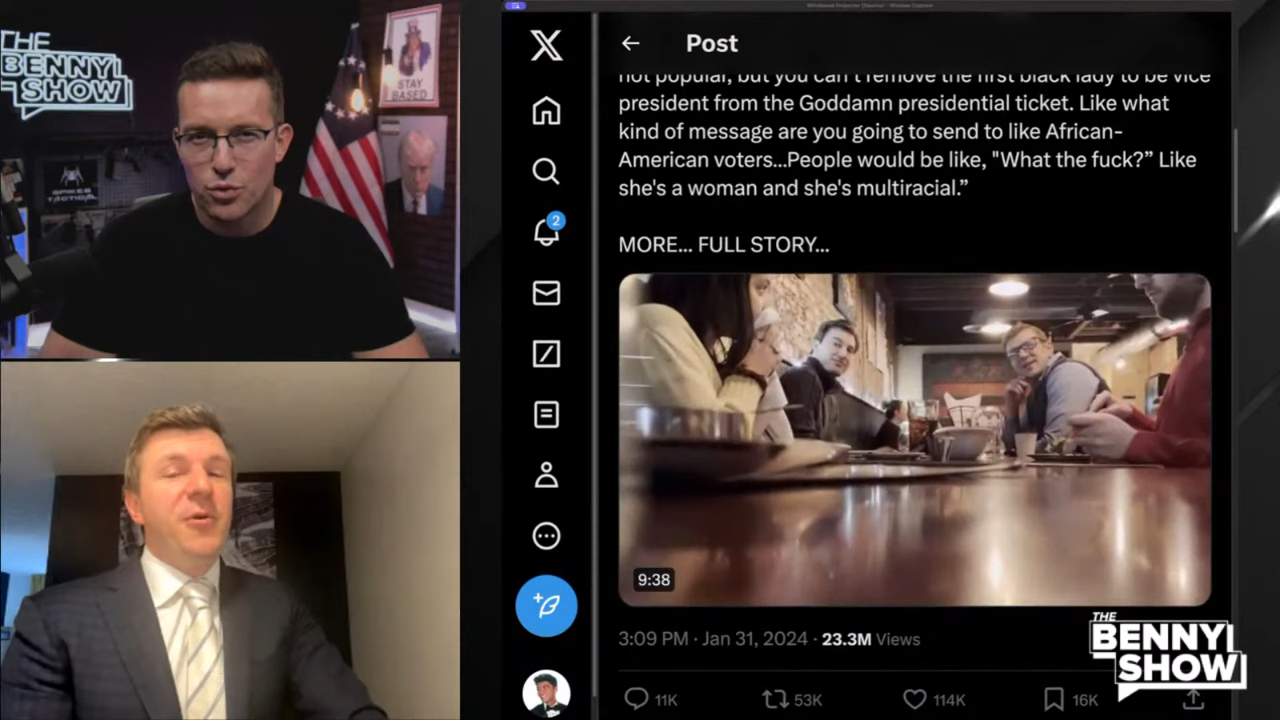 THE
BENNY
SHOW
STAY
BASED
SPIKES
TACTICAL
2
Post
not popular, but you can't remove the first black lady to be vice
president from the Goddamn presidential ticket. Like what
kind of message are you going to send to like African-
American voters...People would be like, "What the fuck?” Like
she's a woman and she's multiracial.”
MORE... FULL STORY...
9:38
3:09 PM · Jan 31, 2024 · 23.3M Views
11K
53K
114K
16K
THE
BENNY
SHOW